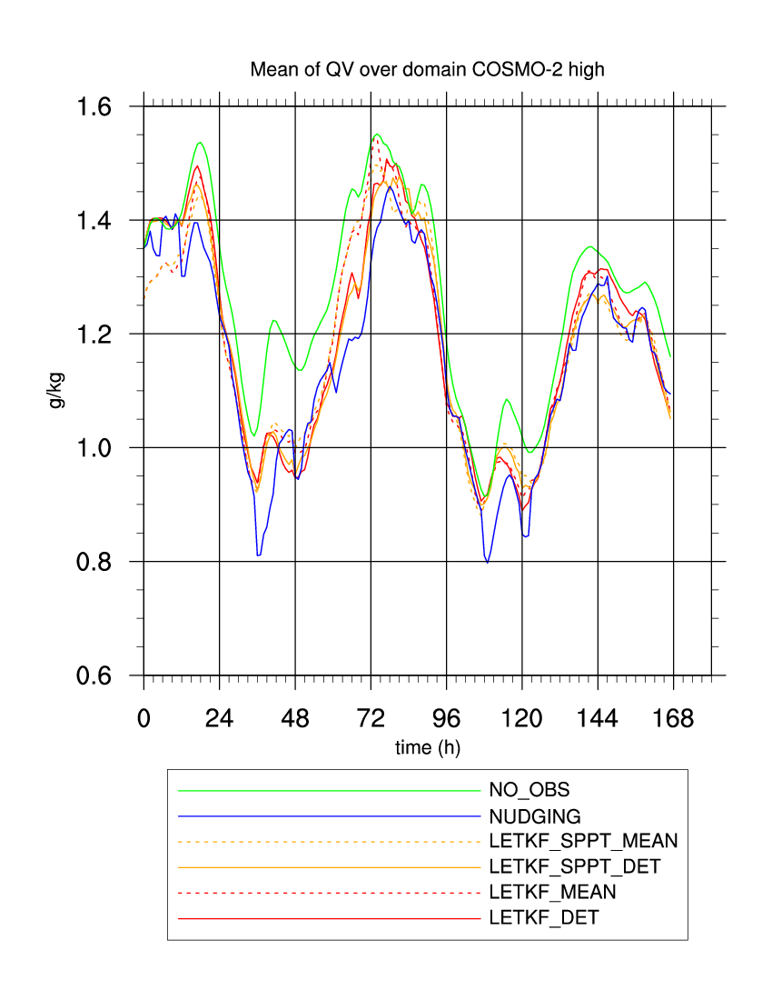 Mean of QV over domain COSMO-2 high
1.6
1.4
1.2
1.0
0.8
0.6
g/kg
0 24 48 72 96 120 144 168
time (h)
NO_OBS
NUDGING
LETKF_SPPT_MEAN
LETKF_SPPT_DET
LETKF_MEAN
LETKF_DET